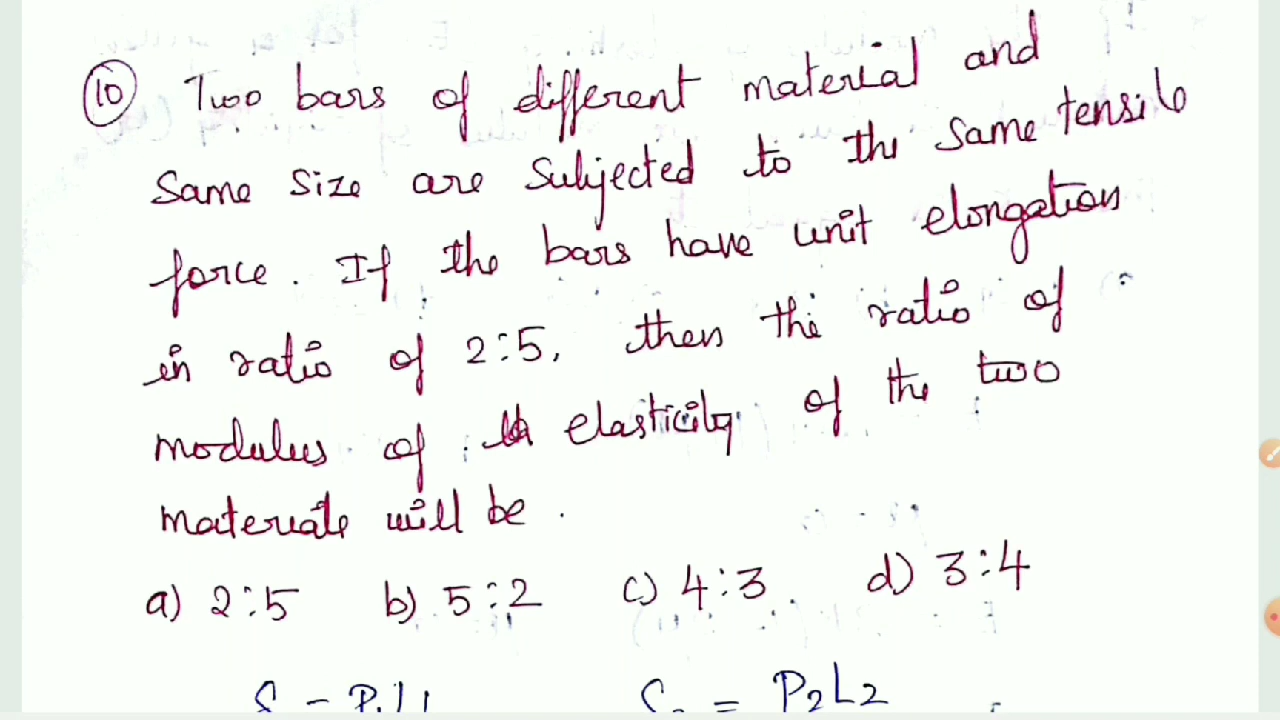 10 Two bars of different material and
same size are subjected to the same tensile
force. If the bars have unit elongation
in ratio of 2:5, then the ratio of
modulus of elasticity of the two
materials will be.
a) 2:5 b) 5:2 c) 4:3 d) 3:4
= P2L2